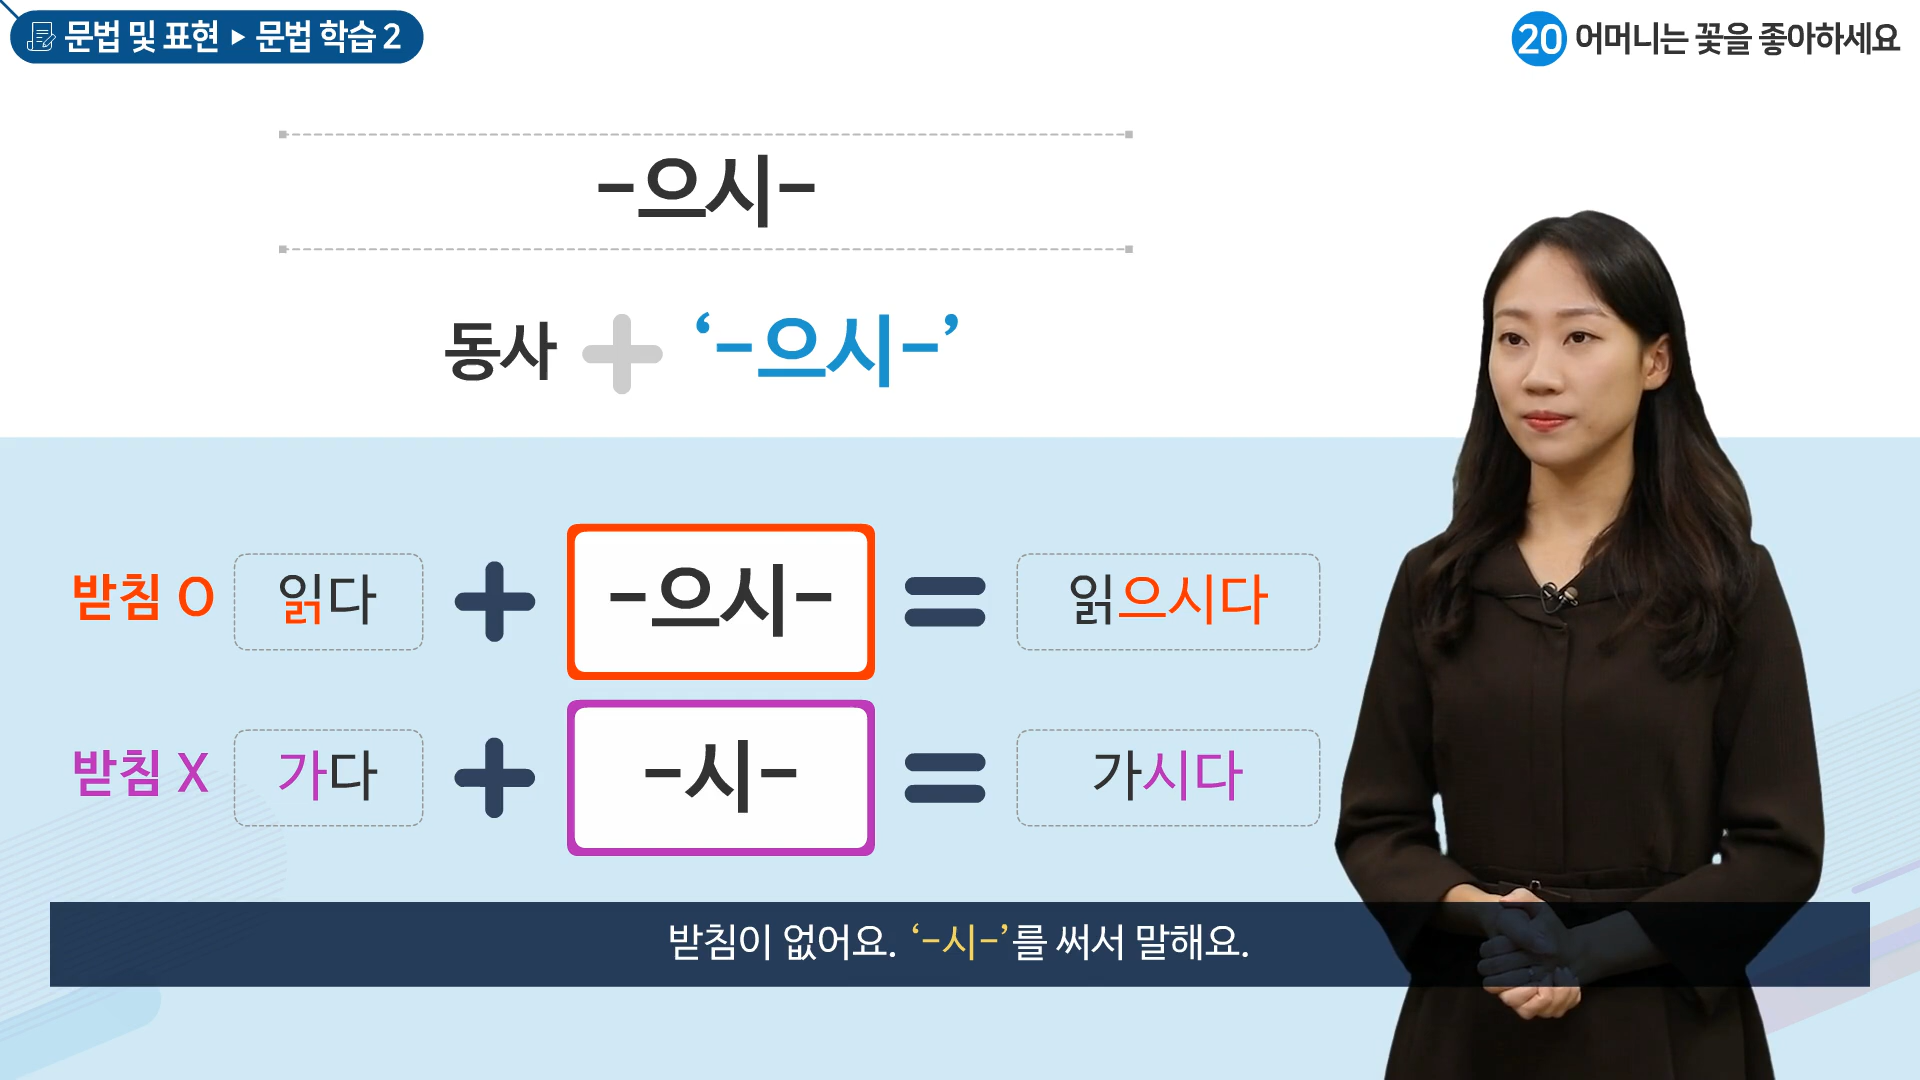 문법 및 표현 ▶ 문법 학습 2
20 어머니는 꽃을 좋아하세요
-으시-
동사 + ‘-으시-’
받침 O 읽다 + -으시- = 읽으시다
받침 X 가다 + -시- = 가시다
받침이 없어요. ‘-시-’를 써서 말해요.